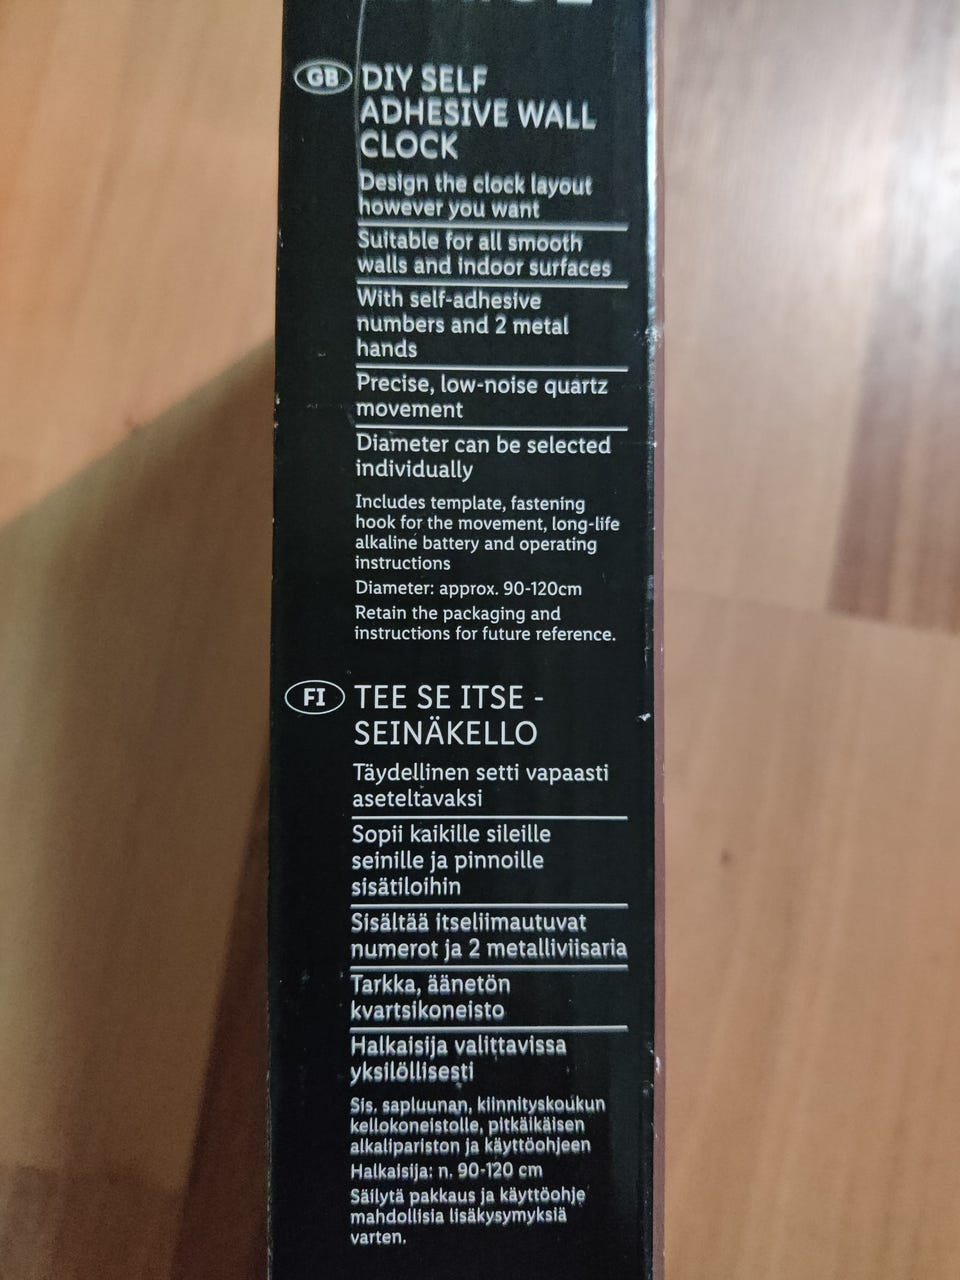 GB DIY SELF
ADHESIVE WALL
CLOCK
Design the clock layout
however you want
Suitable for all smooth
walls and indoor surfaces
With self-adhesive
numbers and 2 metal
hands
Precise, low-noise quartz
movement
Diameter can be selected
individually
Includes template, fastening
hook for the movement, long-life
alkaline battery and operating
instructions
Diameter: approx. 90-120cm
Retain the packaging and
instructions for future reference.
FI TEE SE ITSE -
SEINÄKELLO
Täydellinen setti vapaasti
aseteltavaksi
Sopii kaikille sileille
seinille ja pinnoille
sisätiloihin
Sisältää itseliimautuvat
numerot ja 2 metalliviisaria
Tarkka, äänetön
kvartsikoneisto
Halkaisija valittavissa
yksilöllisesti
Sis. sapluunan, kiinnityskoukun
kellokoneistolle, pitkäikäisen
alkalipariston ja käyttöohjeen
Halkaisija: n. 90-120 cm
Säilytä pakkaus ja käyttöohje
mahdollisia lisäkysymyksiä
varten.